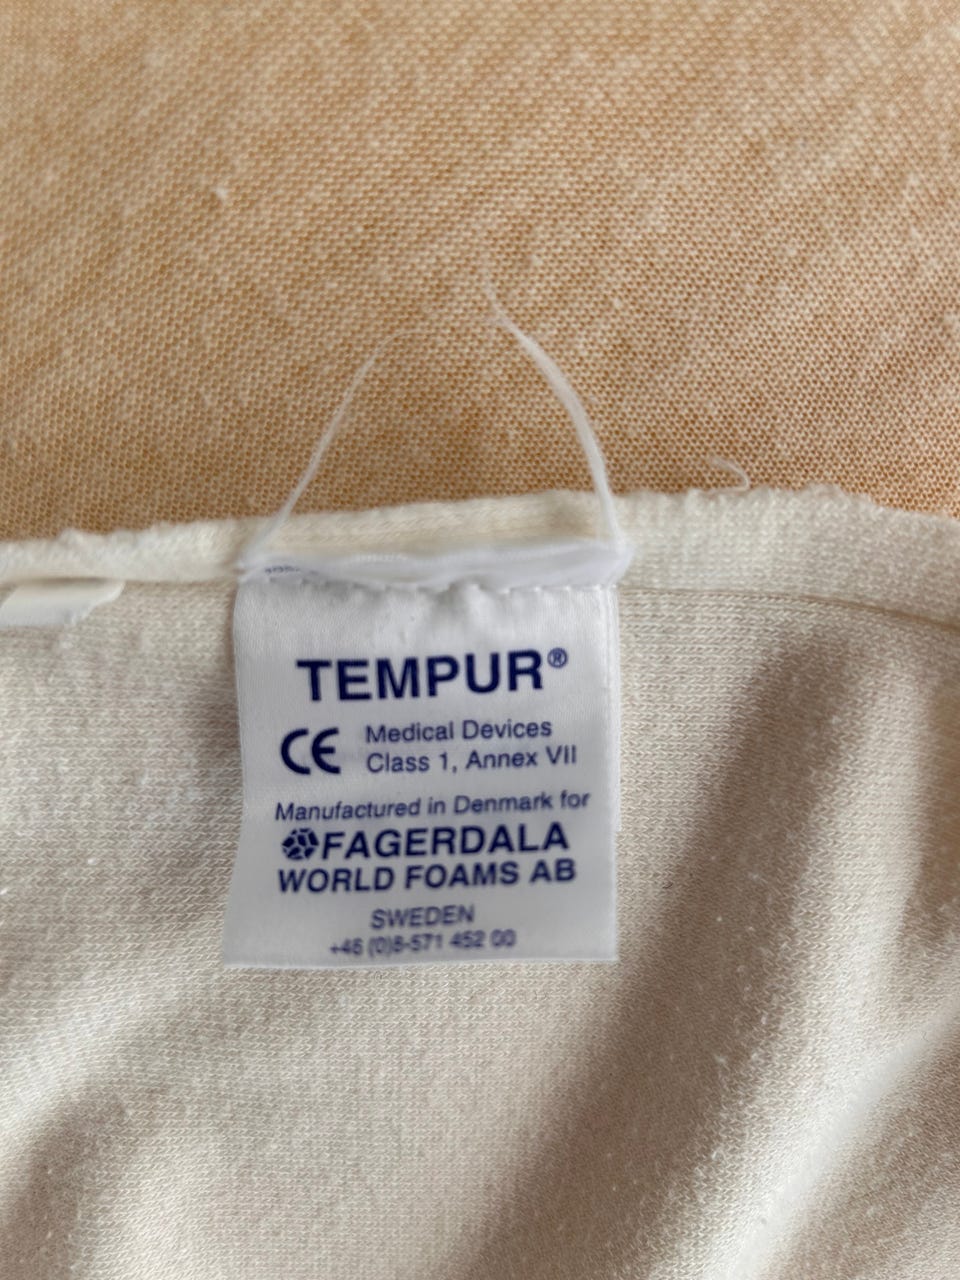 TEMPUR®
CE Medical Devices
Class 1, Annex VII
Manufactured in Denmark for
FAGERDALA
WORLD FOAMS AB
SWEDEN
+46 (0)8-571 452 00